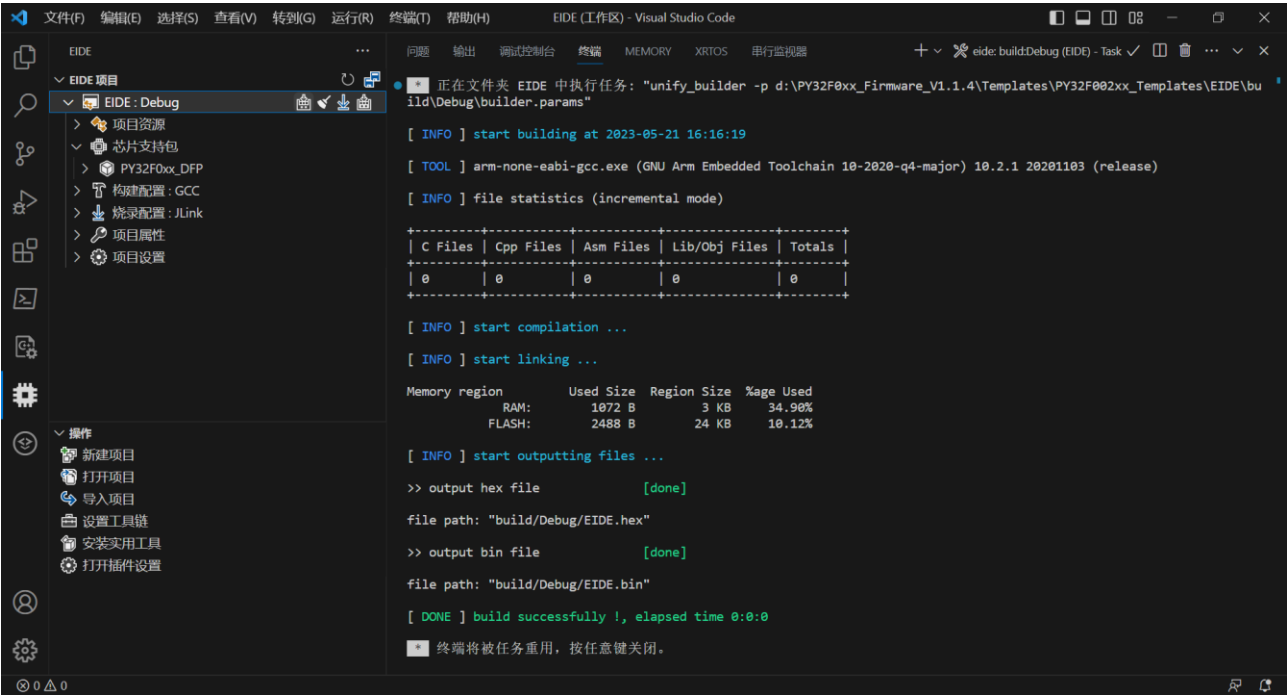 文件(F) 编辑(E) 选择(S) 查看(V) 转到(G) 运行(R) 终端(T) 帮助(H) EIDE (工作区) - Visual Studio Code
EIDE
EIDE 项目
EIDE : Debug
项目资源
芯片支持包
PY32F0xx_DFP
构建配置 : GCC
烧录配置 : JLink
项目属性
项目设置
操作
新建项目
打开项目
导入项目
设置工具链
安装实用工具
打开插件设置
问题 输出 调试控制台 终端 MEMORY XRTOS 串行监视器 eide: build:Debug (EIDE) - Task
* 正在文件夹 EIDE 中执行任务: "unify_builder -p d:\PY32F0xx_Firmware_V1.1.4\Templates\PY32F002xx_Templates\EIDE\bu
ild\Debug\builder.params"
[ INFO ] start building at 2023-05-21 16:16:19
[ TOOL ] arm-none-eabi-gcc.exe (GNU Arm Embedded Toolchain 10-2020-q4-major) 10.2.1 20201103 (release)
[ INFO ] file statistics (incremental mode)
+---------+-----------+-----------+---------------+--------+
| C Files | Cpp Files | Asm Files | Lib/Obj Files | Totals |
+---------+-----------+-----------+---------------+--------+
| 0       | 0         | 0         | 0             | 0      |
+---------+-----------+-----------+---------------+--------+
[ INFO ] start compilation ...
[ INFO ] start linking ...
Memory region         Used Size  Region Size  %age Used
RAM:        1072 B         3 KB     34.90%
FLASH:        2488 B        24 KB     10.12%
[ INFO ] start outputting files ...
>> output hex file              [done]
file path: "build/Debug/EIDE.hex"
>> output bin file              [done]
file path: "build/Debug/EIDE.bin"
[ DONE ] build successfully !, elapsed time 0:0:0
* 终端将被任务重用，按任意键关闭。
0 0